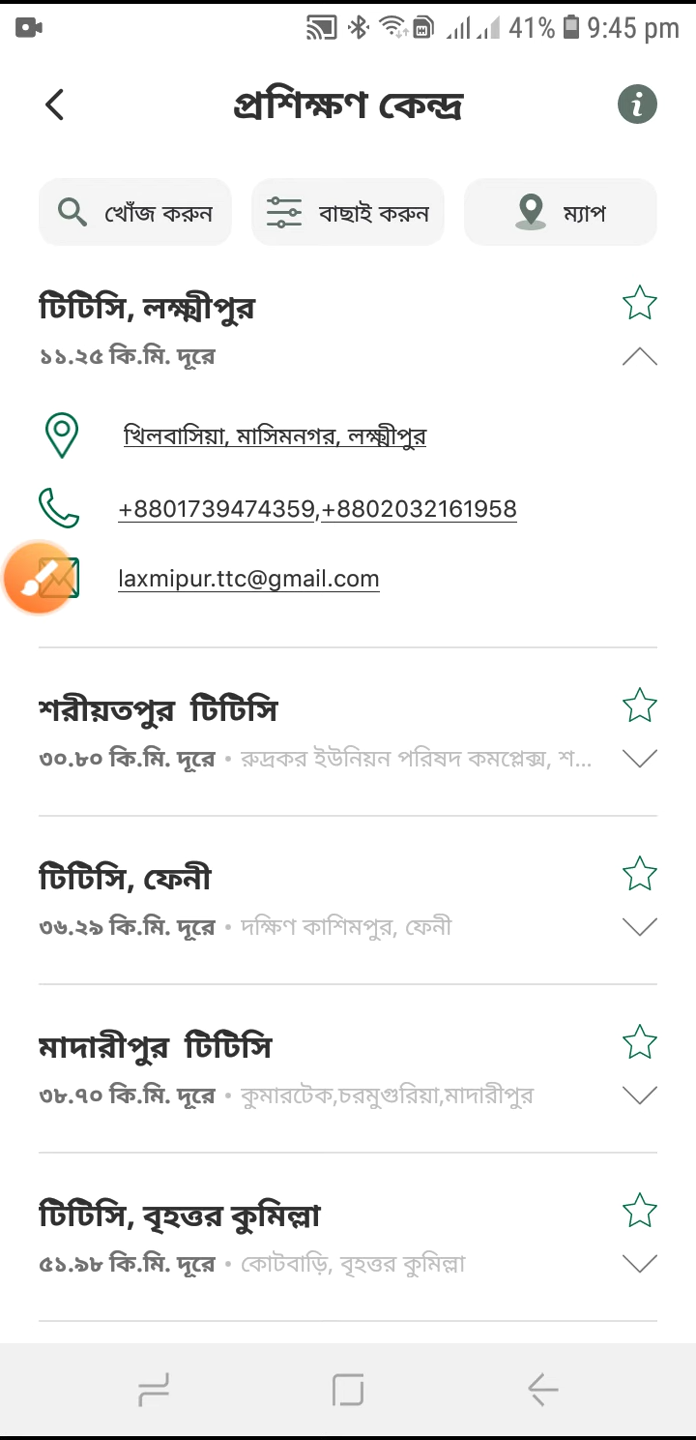 41% 9:45 pm
প্রশিক্ষণ কেন্দ্র
খোঁজ করুন বাছাই করুন ম্যাপ
টিটিসি, লক্ষ্মীপুর
১১.২৫ কি.মি. দূরে
খিলবাসিয়া, মাসিমনগর, লক্ষ্মীপুর
+8801739474359,+8802032161958
laxmipur.ttc@gmail.com
শরীয়তপুর টিটিসি
৩০.৮০ কি.মি. দূরে • রুদ্রকর ইউনিয়ন পরিষদ কমপ্লেক্স, শ...
টিটিসি, ফেনী
৩৬.২৯ কি.মি. দূরে • দক্ষিণ কাশিমপুর, ফেনী
মাদারীপুর টিটিসি
৩৮.৭০ কি.মি. দূরে • কুমারটেক,চরমুগুরিয়া,মাদারীপুর
টিটিসি, বৃহত্তর কুমিল্লা
৫১.৯৮ কি.মি. দূরে • কোটবাড়ি, বৃহত্তর কুমিল্লা